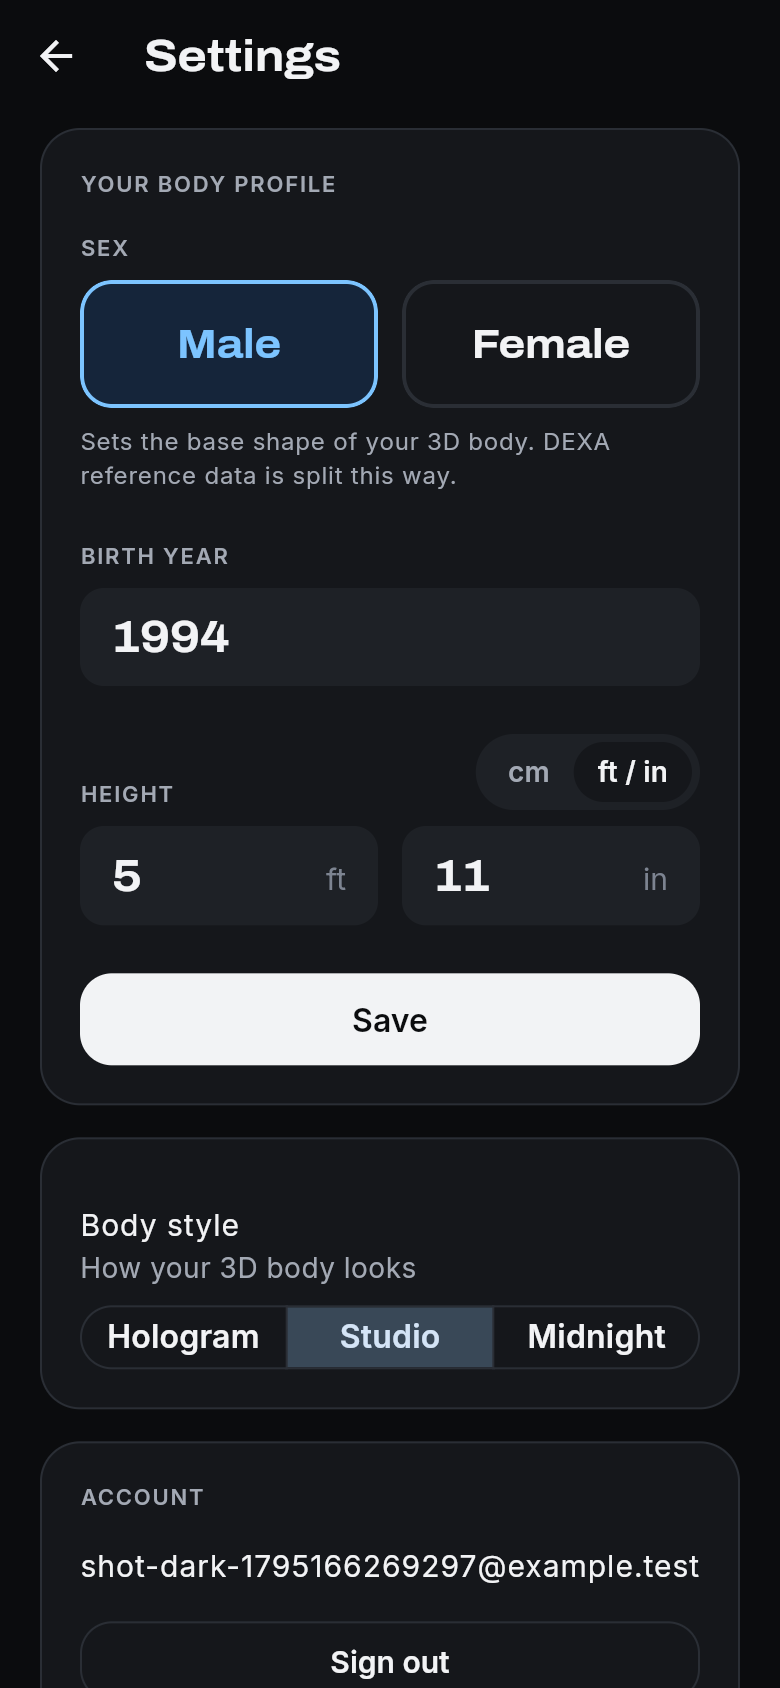 Settings
YOUR BODY PROFILE
SEX
Male
Female
Sets the base shape of your 3D body. DEXA
reference data is split this way.
BIRTH YEAR
1994
cm
ft / in
HEIGHT
5 ft
11 in
Save
Body style
How your 3D body looks
Hologram
Studio
Midnight
ACCOUNT
shot-dark-1795166269297@example.test
Sign out